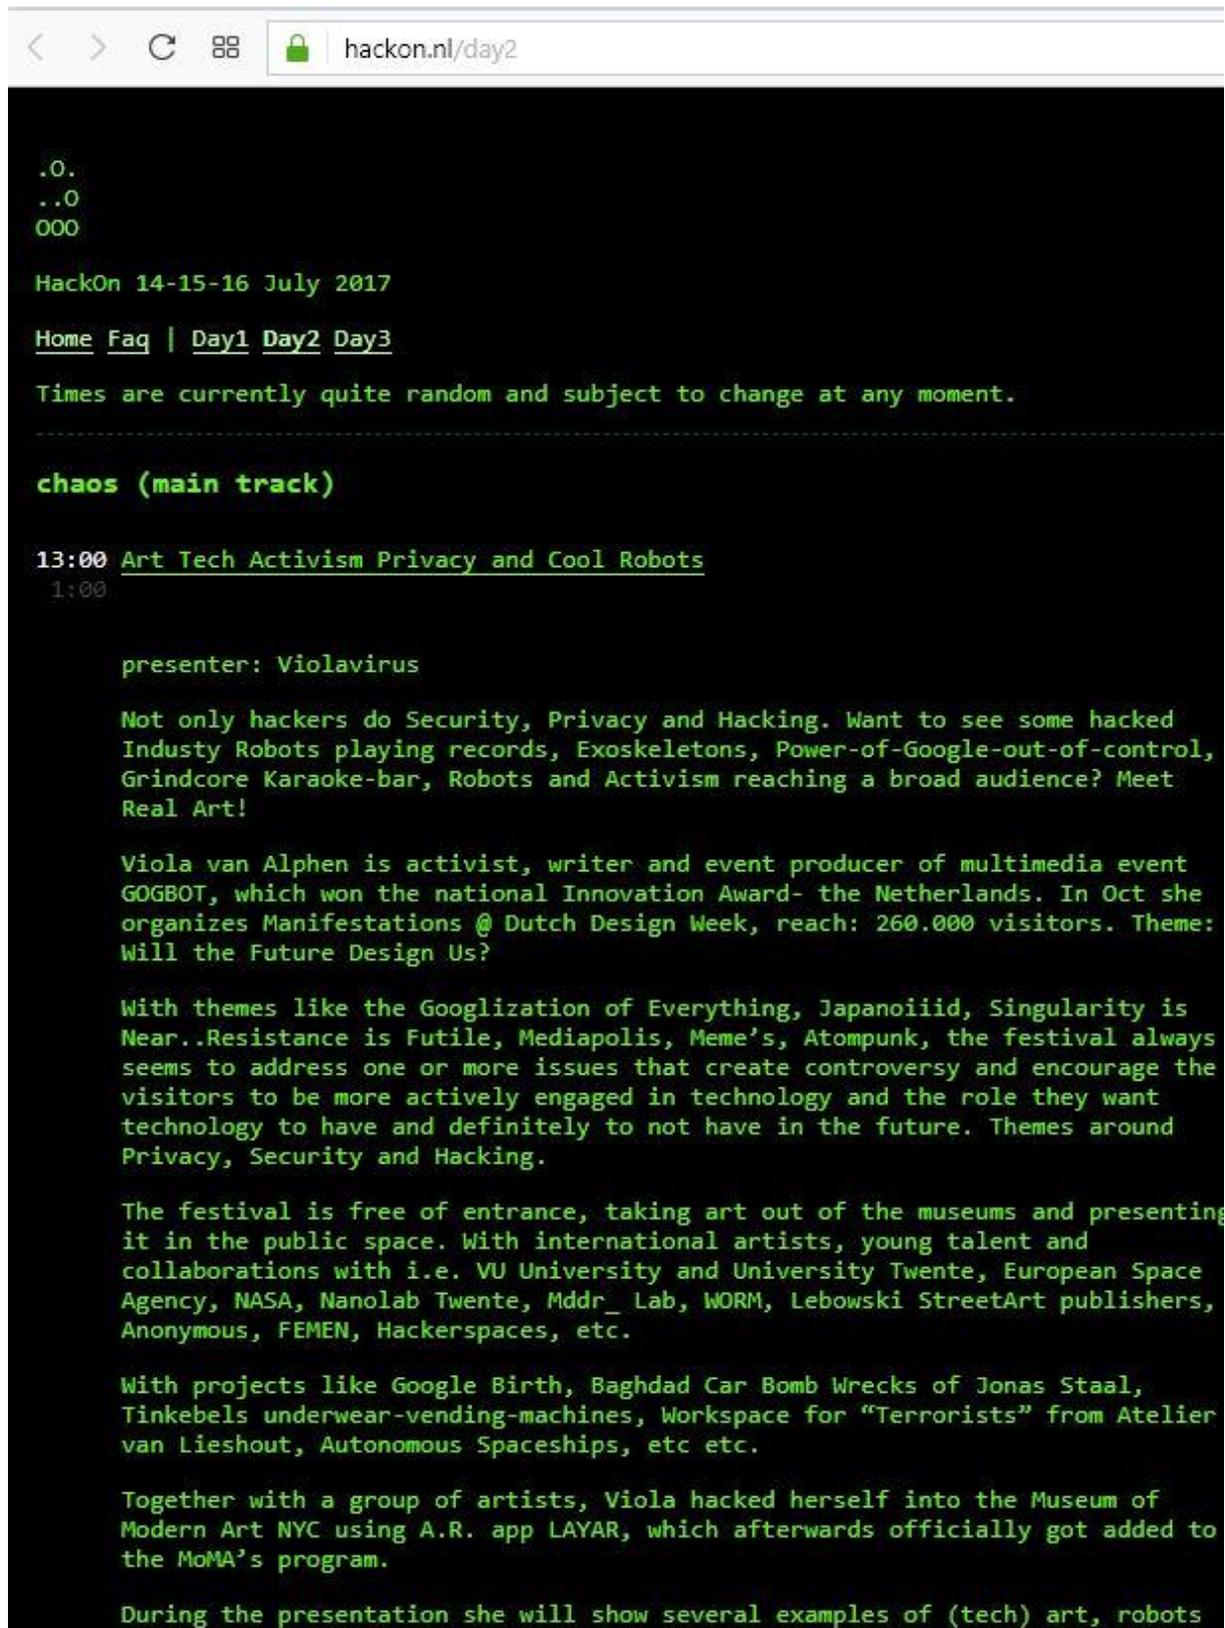 hackon.nl/day2
.O.
..O
OOO
HackOn 14-15-16 July 2017
Home Faq | Day1 Day2 Day3
Times are currently quite random and subject to change at any moment.
chaos (main track)
13:00 Art Tech Activism Privacy and Cool Robots
1:00
presenter: Violavirus
Not only hackers do Security, Privacy and Hacking. Want to see some hacked
Industy Robots playing records, Exoskeletons, Power-of-Google-out-of-control,
Grindcore Karaoke-bar, Robots and Activism reaching a broad audience? Meet
Real Art!
Viola van Alphen is activist, writer and event producer of multimedia event
GOGBOT, which won the national Innovation Award- the Netherlands. In Oct she
organizes Manifestations @ Dutch Design Week, reach: 260.000 visitors. Theme:
Will the Future Design Us?
With themes like the Googlization of Everything, Japanoiiid, Singularity is
Near..Resistance is Futile, Mediapolis, Meme’s, Atompunk, the festival always
seems to address one or more issues that create controversy and encourage the
visitors to be more actively engaged in technology and the role they want
technology to have and definitely to not have in the future. Themes around
Privacy, Security and Hacking.
The festival is free of entrance, taking art out of the museums and presenting
it in the public space. With international artists, young talent and
collaborations with i.e. VU University and University Twente, European Space
Agency, NASA, Nanolab Twente, Mddr_ Lab, WORM, Lebowski StreetArt publishers,
Anonymous, FEMEN, Hackerspaces, etc.
With projects like Google Birth, Baghdad Car Bomb Wrecks of Jonas Staal,
Tinkebels underwear-vending-machines, Workspace for “Terrorists” from Atelier
van Lieshout, Autonomous Spaceships, etc etc.
Together with a group of artists, Viola hacked herself into the Museum of
Modern Art NYC using A.R. app LAYAR, which afterwards officially got added to
the MoMA’s program.
During the presentation she will show several examples of (tech) art, robots